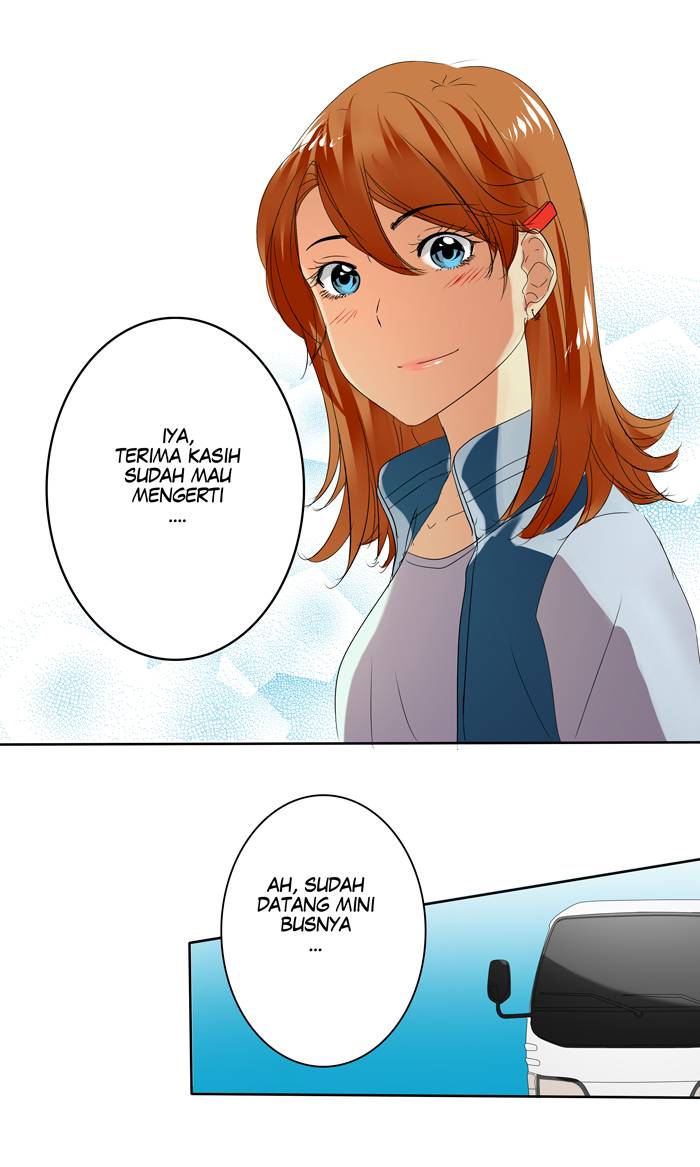 IYA,
TERIMA KASIH
SUDAH MAU
MENGERTI
....
AH, SUDAH
DATANG MINI
BUSNYA
...